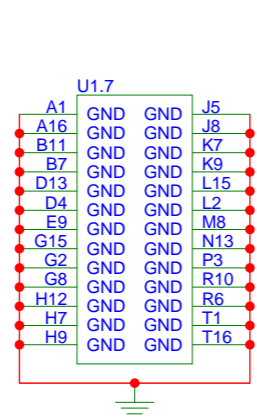 U1.7
A1 GND GND J5
A16 GND GND J8
B11 GND GND K7
B7 GND GND K9
D13 GND GND L15
D4 GND GND L2
E9 GND GND M8
G15 GND GND N13
G2 GND GND P3
G8 GND GND R10
H12 GND GND R6
H7 GND GND T1
H9 GND GND T16